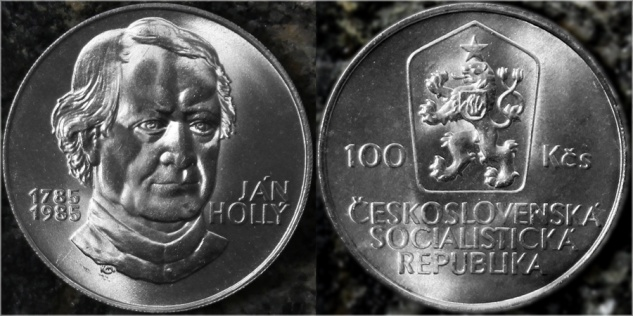 1785
1985
JÁN
HOLLÝ
100 Kčs
ČESKOSLOVENSKÁ
SOCIALISTICKÁ
REPUBLIKA